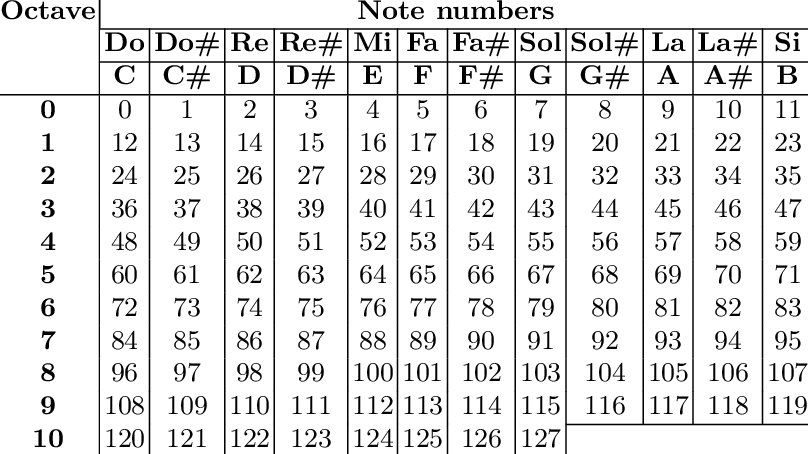 Octave Note numbers
Do Do# Re Re# Mi Fa Fa# Sol Sol# La La# Si
C C# D D# E F F# G G# A A# B
0 0 1 2 3 4 5 6 7 8 9 10 11
1 12 13 14 15 16 17 18 19 20 21 22 23
2 24 25 26 27 28 29 30 31 32 33 34 35
3 36 37 38 39 40 41 42 43 44 45 46 47
4 48 49 50 51 52 53 54 55 56 57 58 59
5 60 61 62 63 64 65 66 67 68 69 70 71
6 72 73 74 75 76 77 78 79 80 81 82 83
7 84 85 86 87 88 89 90 91 92 93 94 95
8 96 97 98 99 100 101 102 103 104 105 106 107
9 108 109 110 111 112 113 114 115 116 117 118 119
10 120 121 122 123 124 125 126 127